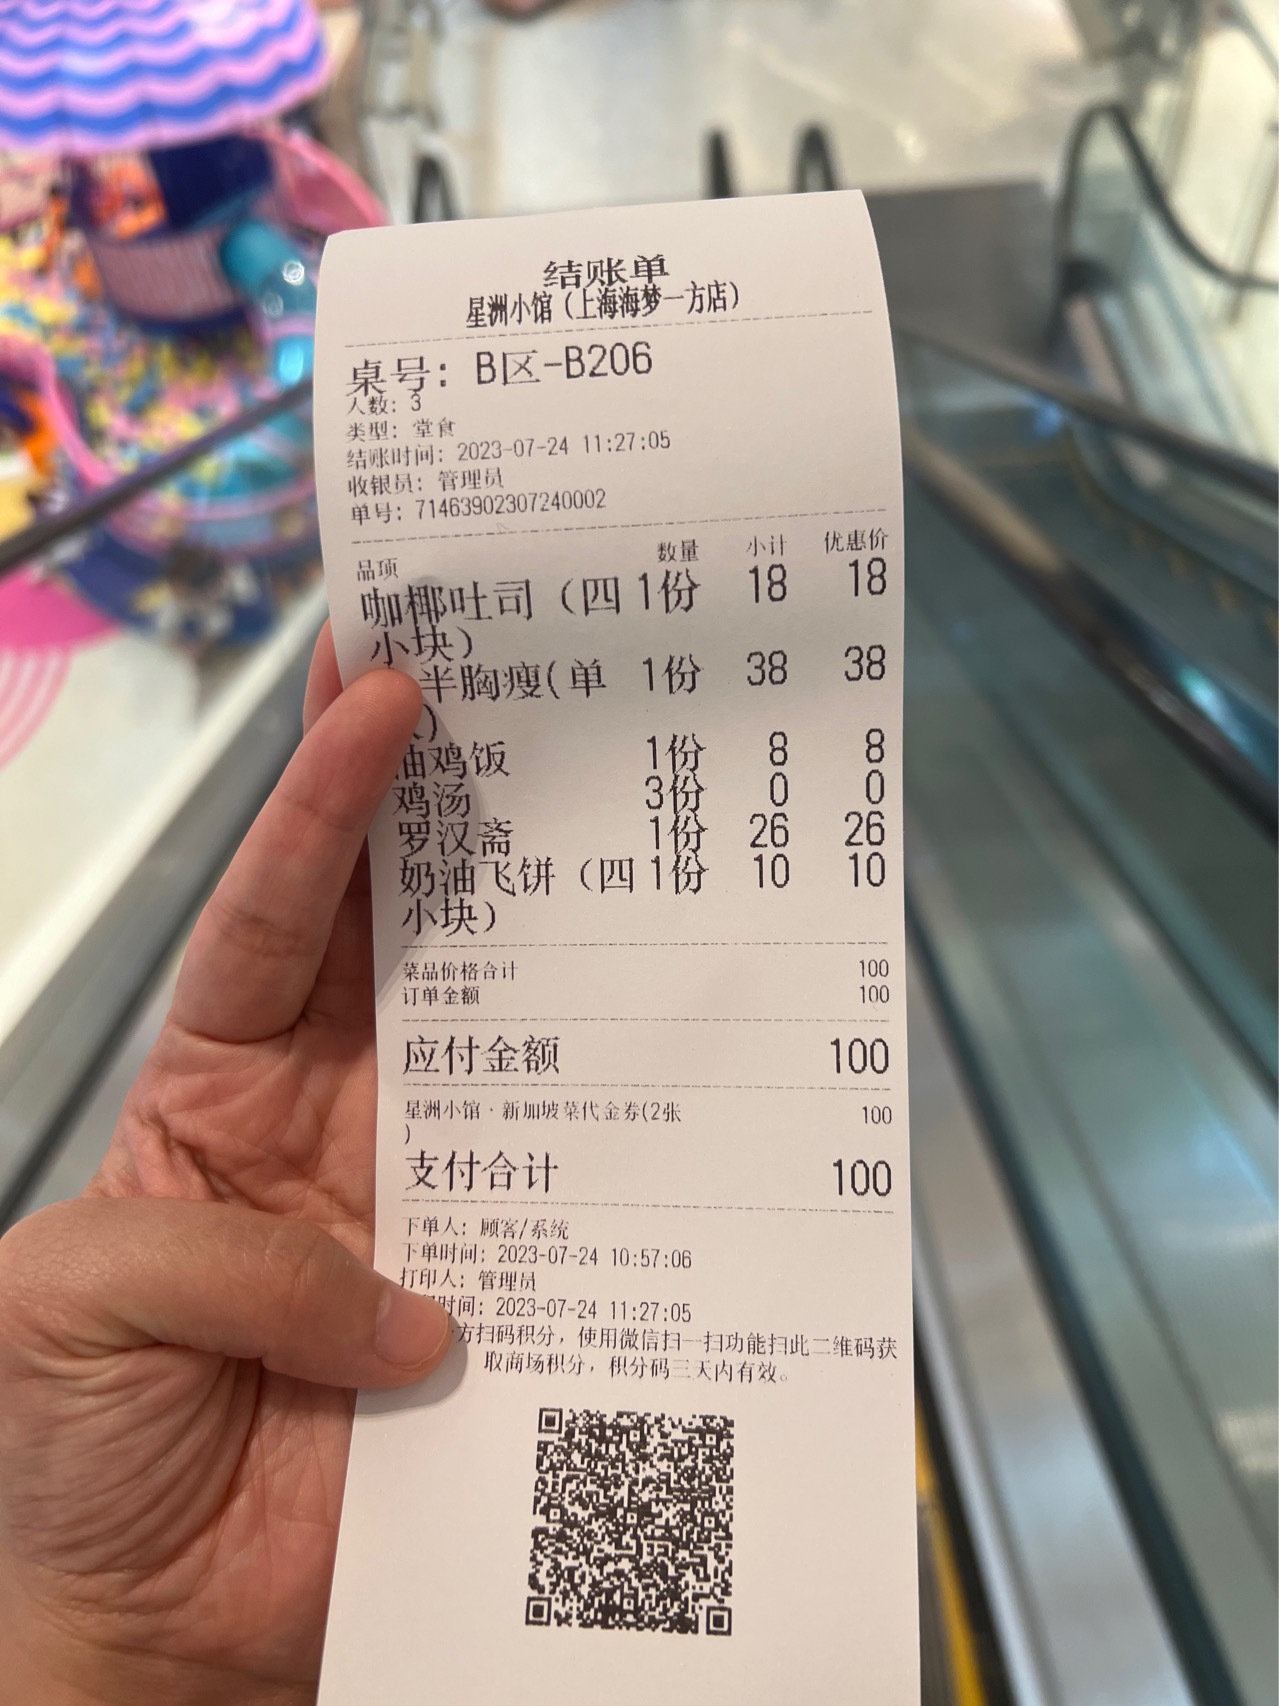 结账单
星洲小馆（上海海梦一方店）
桌号：B区-B206
人数：3
类型：堂食
结账时间：2023-07-24 11:27:05
收银员：管理员
单号：71463902307240002
品项 数量 小计 优惠价
咖椰吐司（四 1份 18 18
小块）
半胸瘦(单 1份 38 38
)
油鸡饭 1份 8 8
鸡汤 3份 0 0
罗汉斋 1份 26 26
奶油飞饼（四 1份 10 10
小块）
菜品价格合计 100
订单金额 100
应付金额 100
星洲小馆·新加坡菜代金券(2张 100
)
支付合计 100
下单人：顾客/系统
下单时间：2023-07-24 10:57:06
打印人：管理员
时间：2023-07-24 11:27:05
方扫码积分，使用微信扫一扫功能扫此二维码获
取商场积分，积分码三天内有效。